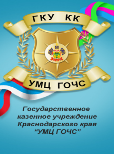 ГКУ КК
УМЦ ГОЧС
Государственное
казенное учреждение
Краснодарского края
"УМЦ ГОЧС"